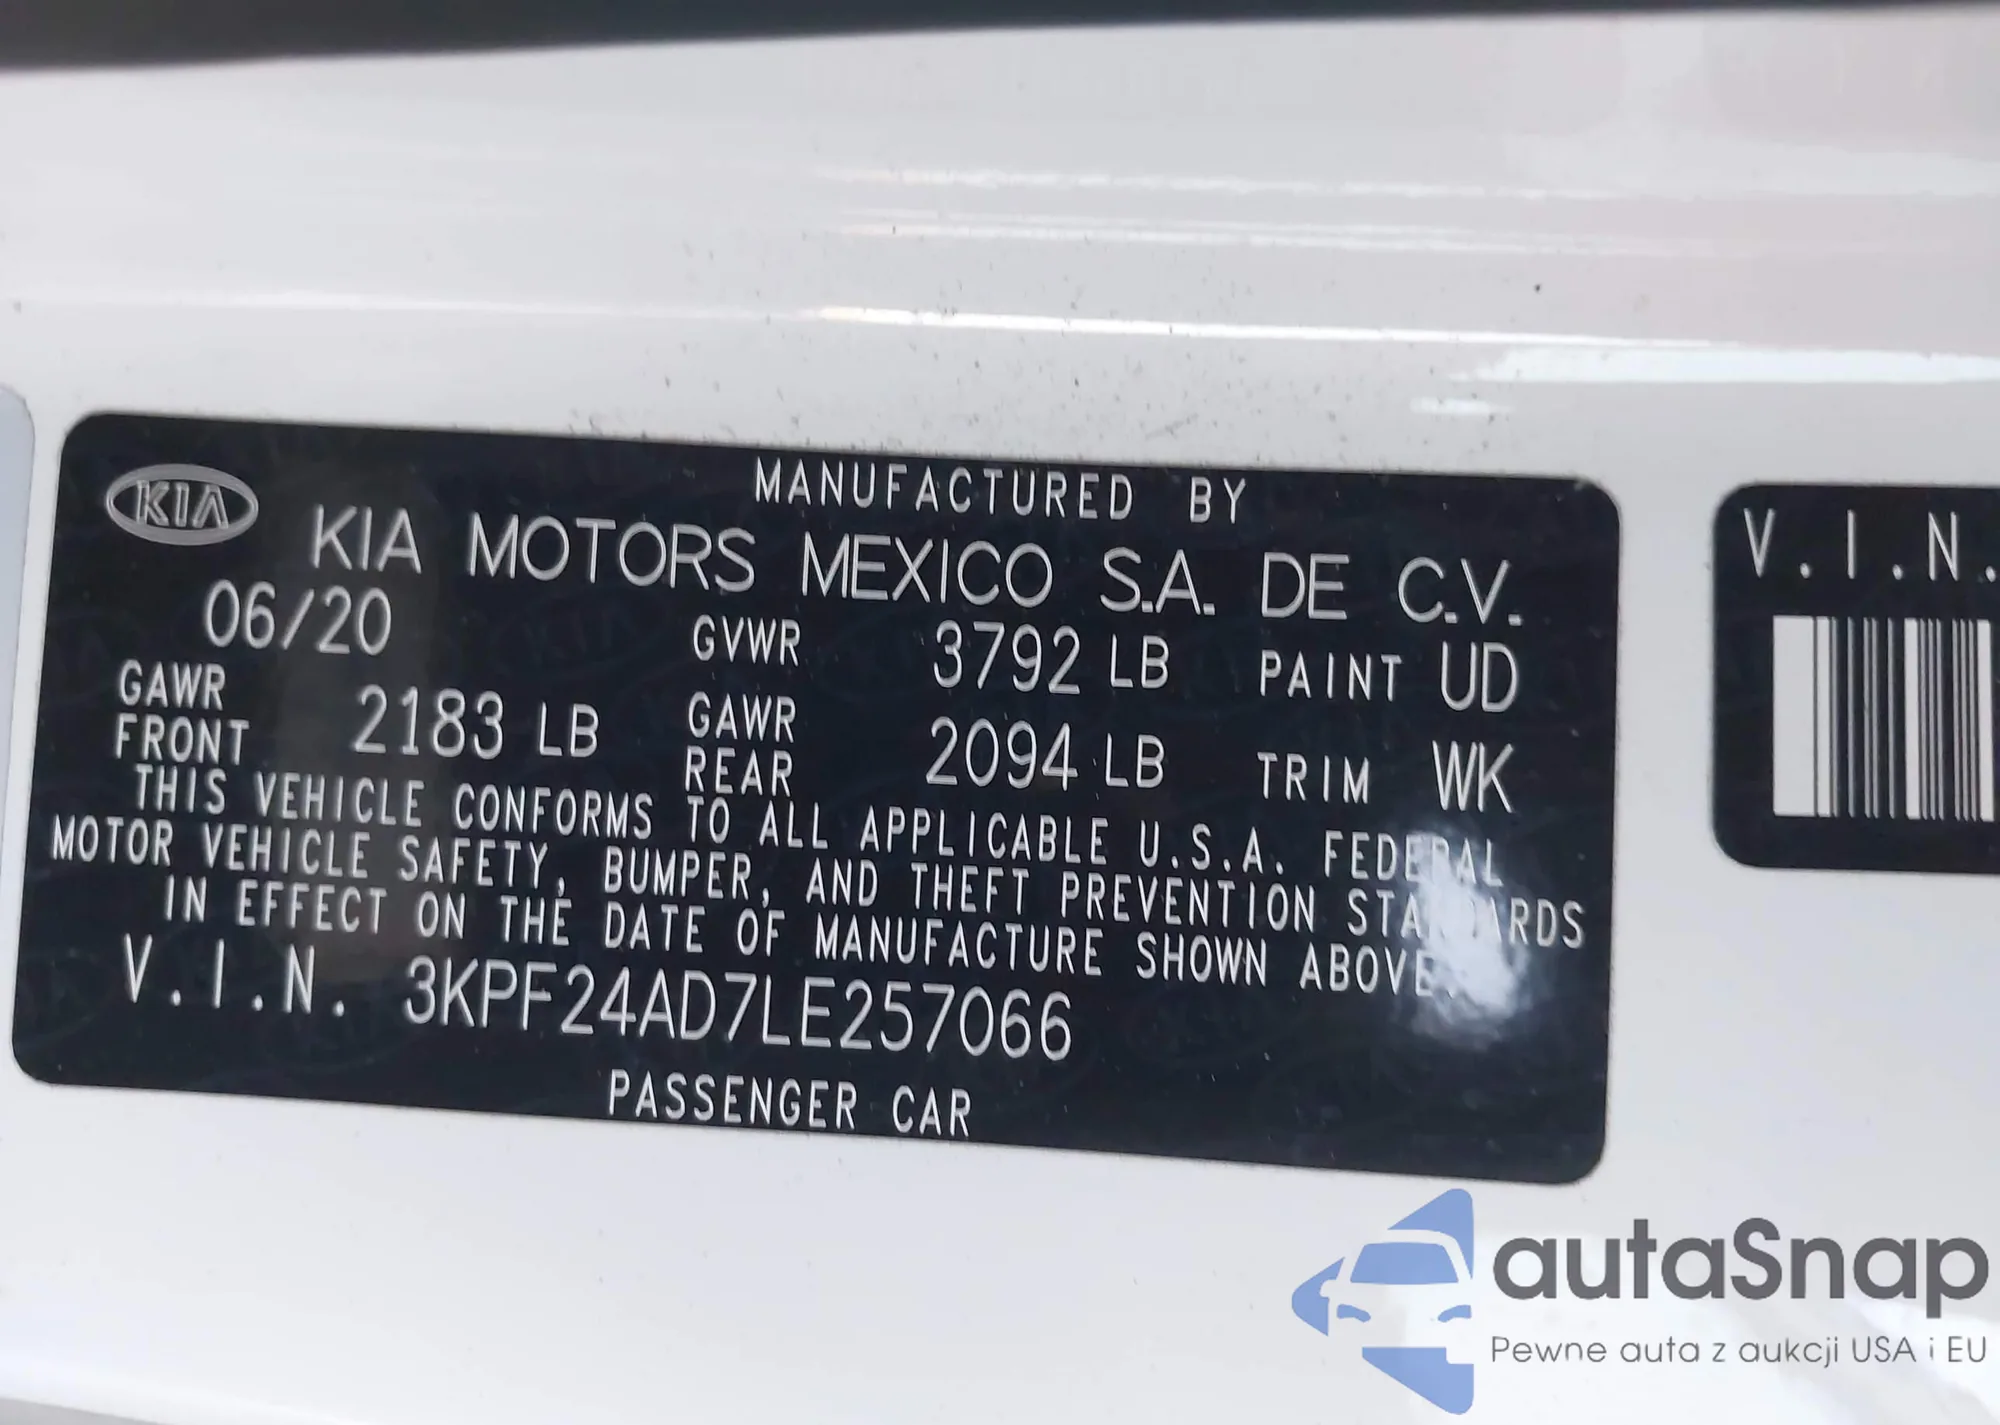 MANUFACTURED BY
KIA KIA MOTORS MEXICO S.A. DE C.V.
06/20 GVWR 3792 LB PAINT UD
GAWR FRONT 2183 LB GAWR REAR 2094 LB TRIM WK
THIS VEHICLE CONFORMS TO ALL APPLICABLE U.S.A. FEDERAL
MOTOR VEHICLE SAFETY, BUMPER, AND THEFT PREVENTION STANDARDS
IN EFFECT ON THE DATE OF MANUFACTURE SHOWN ABOVE.
V.I.N. 3KPF24AD7LE257066
PASSENGER CAR
V.I.N.
autaSnap
Pewne auta z aukcji USA i EU